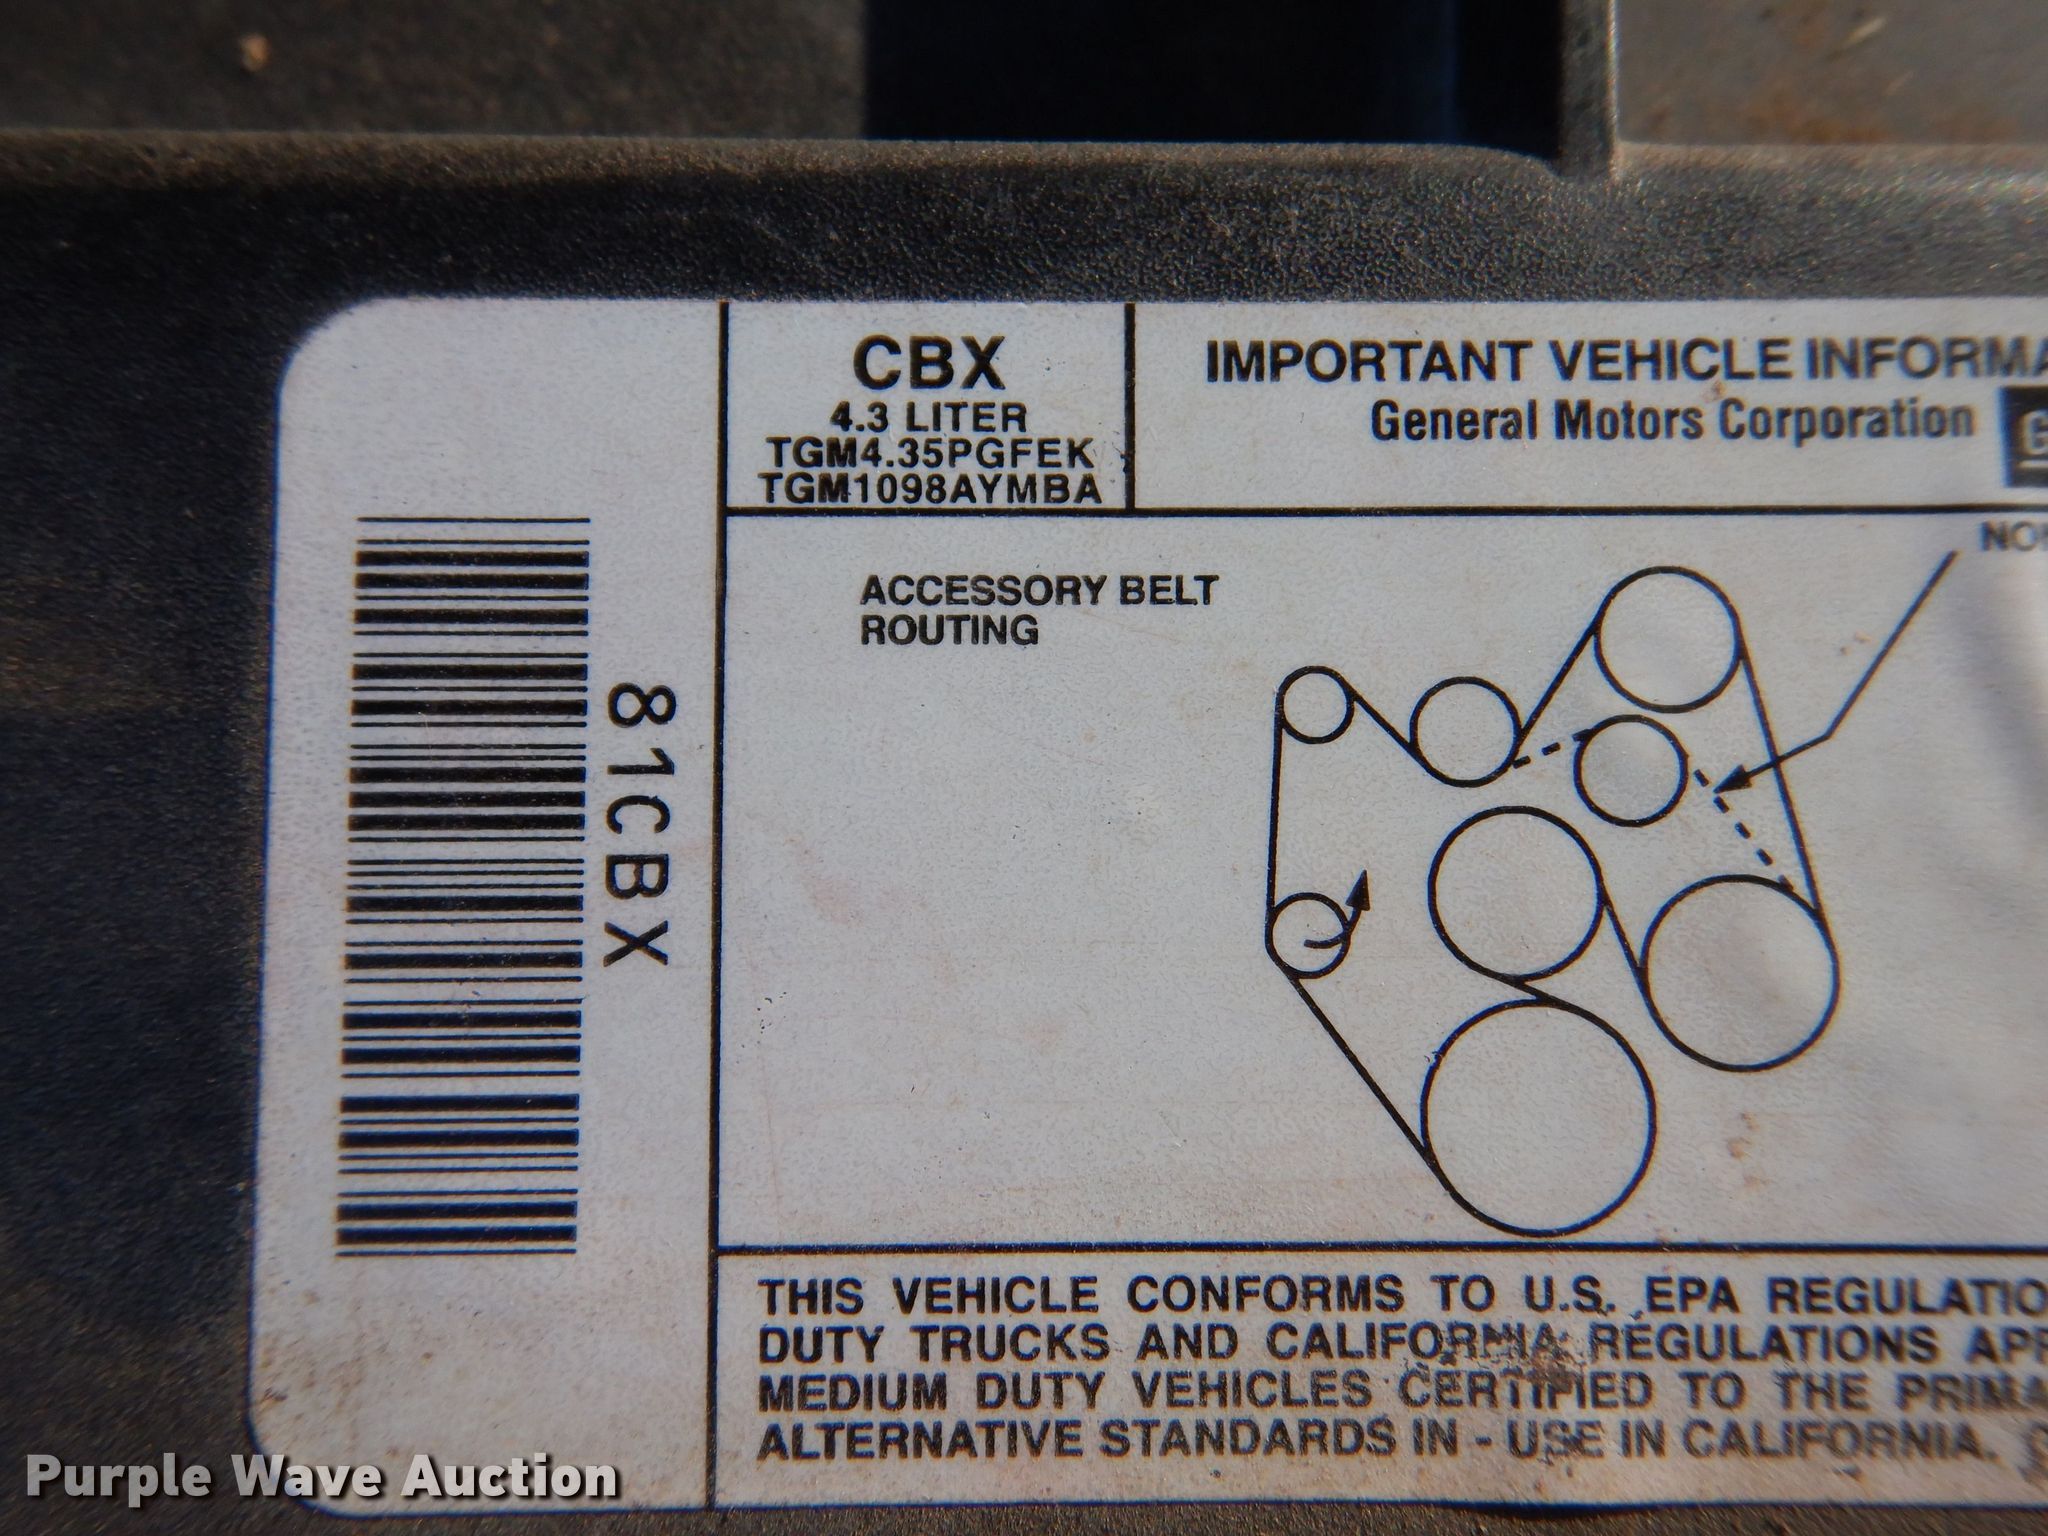 CBX
4.3 LITER
TGM4.35PGFEK
TGM1098AYMBA
IMPORTANT VEHICLE INFORMA
General Motors Corporation
NON
ACCESSORY BELT
ROUTING
81CBX
THIS VEHICLE CONFORMS TO U.S. EPA REGULATIO
DUTY TRUCKS AND CALIFORNIA REGULATIONS APP
MEDIUM DUTY VEHICLES CERTIFIED TO THE PRIMA
ALTERNATIVE STANDARDS IN - USE IN CALIFORNIA.
Purple Wave Auction